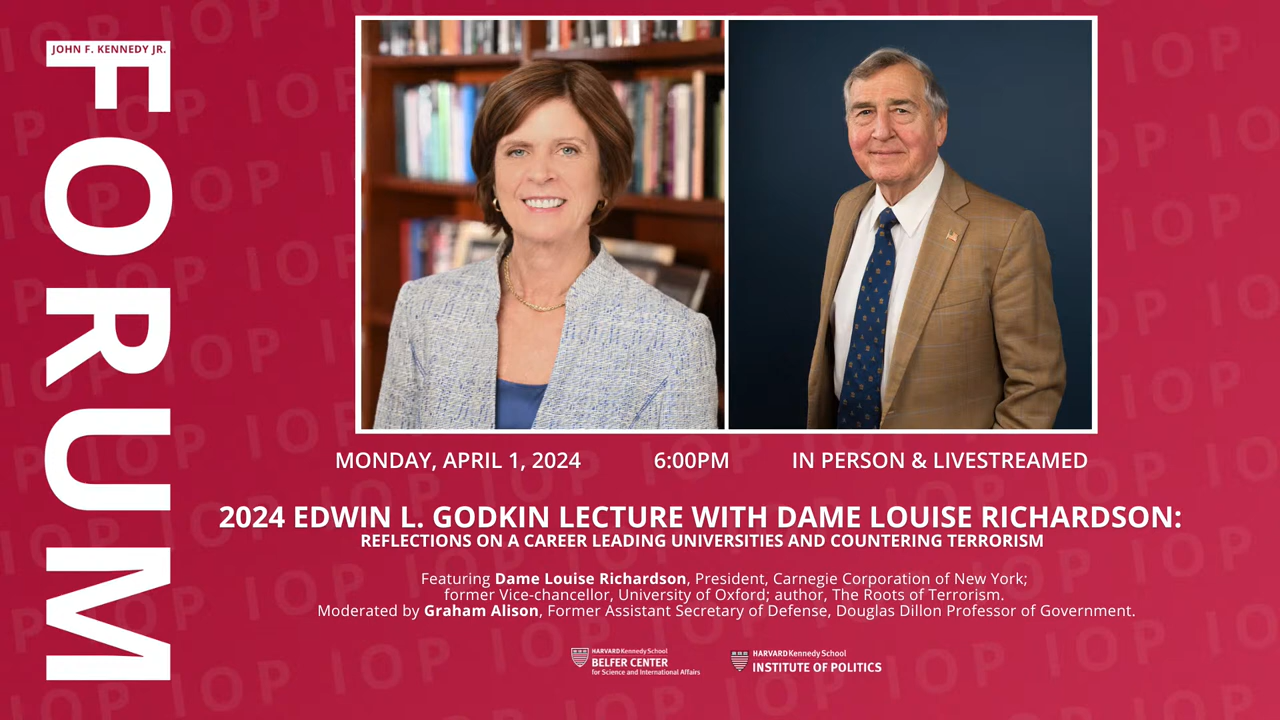 JOHN F. KENNEDY JR.
FORUM
MONDAY, APRIL 1, 2024 6:00PM IN PERSON & LIVESTREAMED
2024 EDWIN L. GODKIN LECTURE WITH DAME LOUISE RICHARDSON:
REFLECTIONS ON A CAREER LEADING UNIVERSITIES AND COUNTERING TERRORISM
Featuring Dame Louise Richardson, President, Carnegie Corporation of New York;
former Vice-chancellor, University of Oxford; author, The Roots of Terrorism.
Moderated by Graham Alison, Former Assistant Secretary of Defense, Douglas Dillon Professor of Government.
HARVARD Kennedy School
BELFER CENTER
for Science and International Affairs
HARVARD Kennedy School
INSTITUTE OF POLITICS